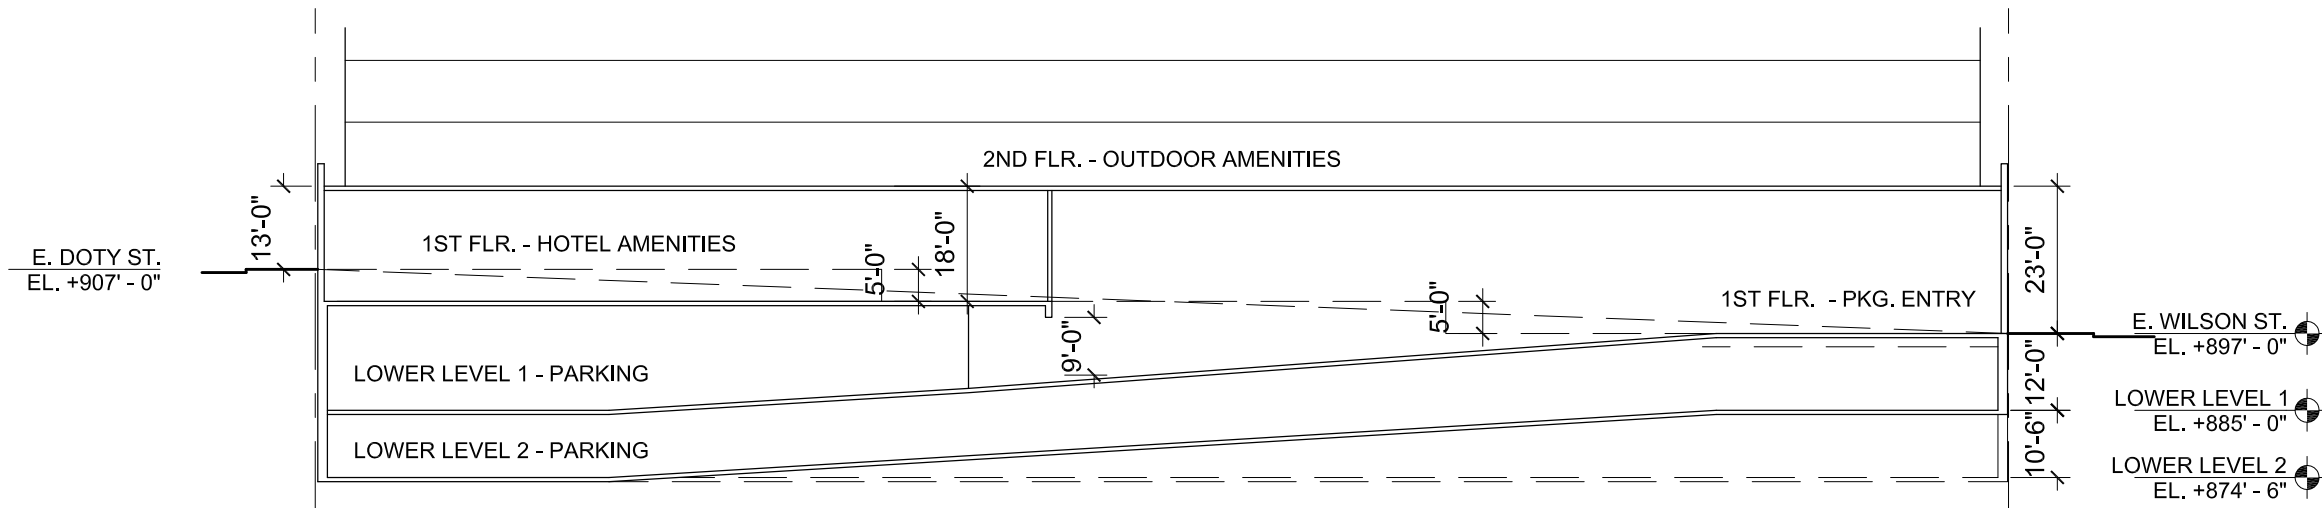 2ND FLR. - OUTDOOR AMENITIES
13'-0"
1ST FLR. - HOTEL AMENITIES
18'-0"
5'-0"
23'-0"
E. DOTY ST.
EL. +907' - 0"
1ST FLR. - PKG. ENTRY
5'-0"
9'-0"
E. WILSON ST.
EL. +897' - 0"
LOWER LEVEL 1 - PARKING
12'-0"
LOWER LEVEL 1
EL. +885' - 0"
LOWER LEVEL 2 - PARKING
10'-6"
LOWER LEVEL 2
EL. +874' - 6"